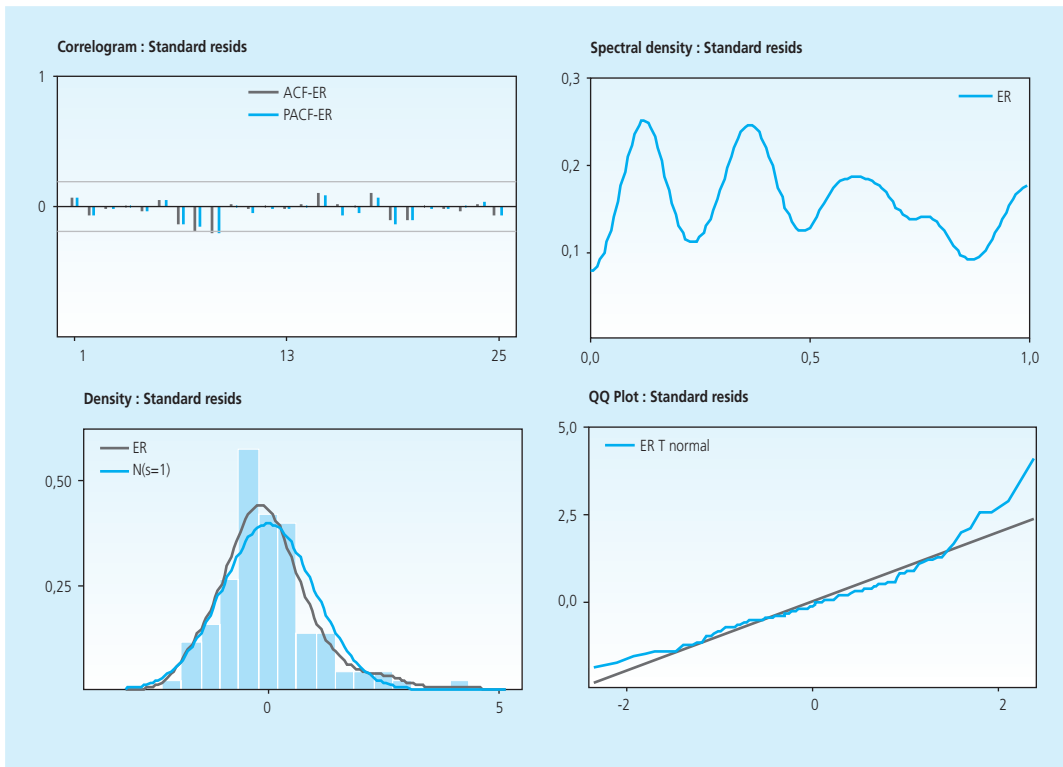 Correlogram : Standard resids
1
ACF-ER
PACF-ER
0
1 13 25
Spectral density : Standard resids
0,3
ER
0,2
0,1
0,0 0,5 1,0
Density : Standard resids
ER
N(s=1)
0,50
0,25
0 5
QQ Plot : Standard resids
5,0
ER T normal
2,5
0,0
-2 0 2